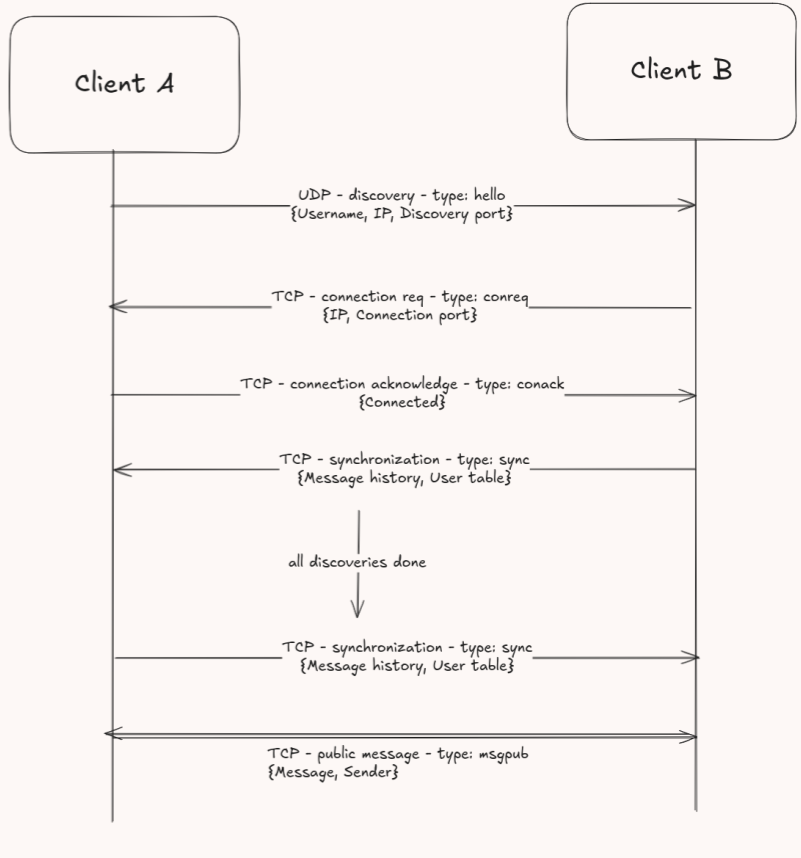 Client A
Client B
UDP - discovery - type: hello
{Username, IP, Discovery port}
TCP - connection req - type: conreq
{IP, Connection port}
TCP - connection acknowledge - type: conack
{Connected}
TCP - synchronization - type: sync
{Message history, User table}
all discoveries done
TCP - synchronization - type: sync
{Message history, User table}
TCP - public message - type: msgpub
{Message, Sender}